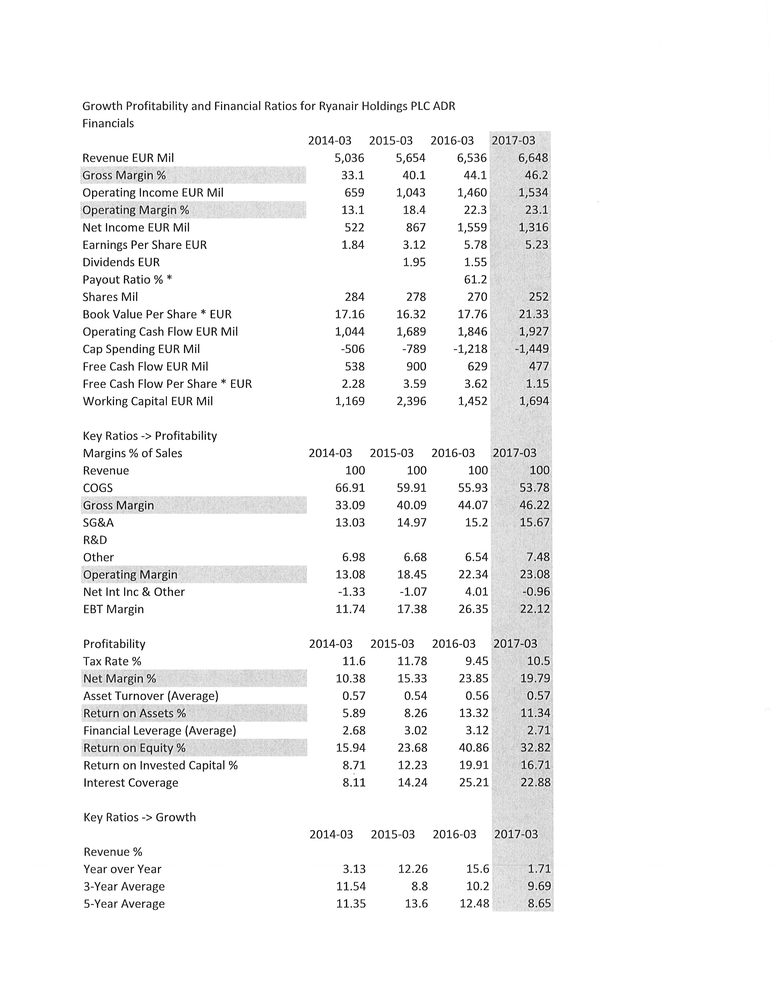 Growth Profitability and Financial Ratios for Ryanair Holdings PLC ADR
Financials
2014-03 2015-03 2016-03 2017-03
Revenue EUR Mil 5,036 5,654 6,536 6,648
Gross Margin % 33.1 40.1 44.1 46.2
Operating Income EUR Mil 659 1,043 1,460 1,534
Operating Margin % 13.1 18.4 22.3 23.1
Net Income EUR Mil 522 867 1,559 1,316
Earnings Per Share EUR 1.84 3.12 5.78 5.23
Dividends EUR 1.95 1.55
Payout Ratio % * 61.2
Shares Mil 284 278 270 252
Book Value Per Share * EUR 17.16 16.32 17.76 21.33
Operating Cash Flow EUR Mil 1,044 1,689 1,846 1,927
Cap Spending EUR Mil -506 -789 -1,218 -1,449
Free Cash Flow EUR Mil 538 900 629 477
Free Cash Flow Per Share * EUR 2.28 3.59 3.62 1.15
Working Capital EUR Mil 1,169 2,396 1,452 1,694
Key Ratios -> Profitability
Margins % of Sales 2014-03 2015-03 2016-03 2017-03
Revenue 100 100 100 100
COGS 66.91 59.91 55.93 53.78
Gross Margin 33.09 40.09 44.07 46.22
SG&A 13.03 14.97 15.2 15.67
R&D
Other 6.98 6.68 6.54 7.48
Operating Margin 13.08 18.45 22.34 23.08
Net Int Inc & Other -1.33 -1.07 4.01 -0.96
EBT Margin 11.74 17.38 26.35 22.12
Profitability 2014-03 2015-03 2016-03 2017-03
Tax Rate % 11.6 11.78 9.45 10.5
Net Margin % 10.38 15.33 23.85 19.79
Asset Turnover (Average) 0.57 0.54 0.56 0.57
Return on Assets % 5.89 8.26 13.32 11.34
Financial Leverage (Average) 2.68 3.02 3.12 2.71
Return on Equity % 15.94 23.68 40.86 32.82
Return on Invested Capital % 8.71 12.23 19.91 16.71
Interest Coverage 8.11 14.24 25.21 22.88
Key Ratios -> Growth
2014-03 2015-03 2016-03 2017-03
Revenue %
Year over Year 3.13 12.26 15.6 1.71
3-Year Average 11.54 8.8 10.2 9.69
5-Year Average 11.35 13.6 12.48 8.65